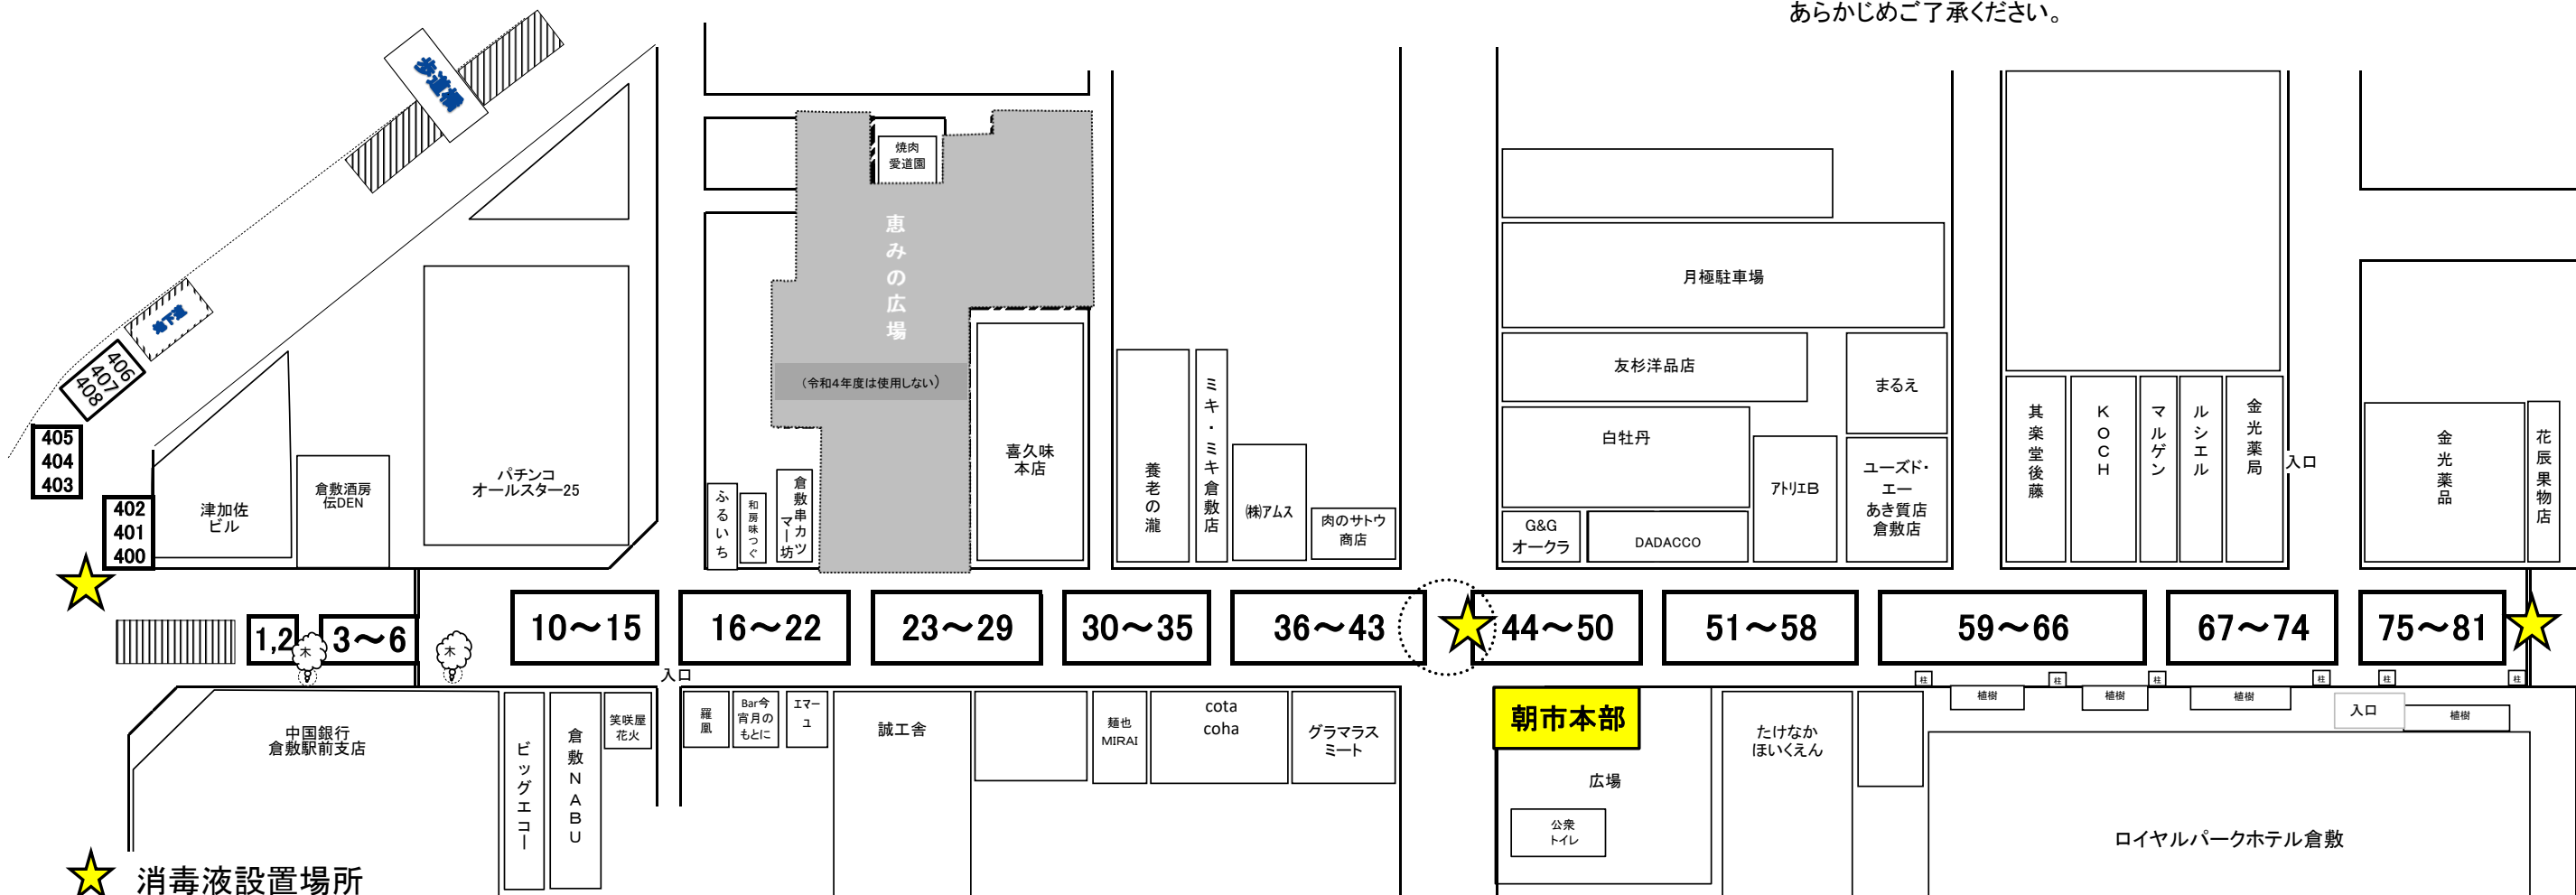 あらかじめご了承ください。
歩道橋
地下道
焼肉
愛道園
恵みの広場
(令和4年度は使用しない)
月極駐車場
友杉洋品店
まるえ
白牡丹
406
407
408
405
404
403
402
401
400
津加佐
ビル
倉敷酒房
伝DEN
パチンコ
オールスター25
ふるいち
和房味つぐ
倉敷串カツ
マー坊
喜久味
本店
養老の瀧
ミキ・ミキ倉敷店
㈱アムス
肉のサトウ
商店
G&G
オークラ
DADACCO
アトリエB
ユーズド・
エー
あき質店
倉敷店
其楽堂後藤
KOCH
マルゲン
ルシエル
金光薬局
入口
金光薬品
花辰果物店
1,2
木
3～6
木
10～15
16～22
23～29
30～35
36～43
44～50
51～58
59～66
67～74
75～81
入口
中国銀行
倉敷駅前支店
ビッグエコー
倉敷NABU
笑咲屋
花火
羅凰
Bar今
宵月の
もとに
エマー
ユ
誠工舎
麺也
MIRAI
cota
coha
グラマラス
ミート
朝市本部
広場
公衆
トイレ
たけなか
ほいくえん
柱
柱
柱
柱
柱
柱
植樹
植樹
植樹
入口
植樹
ロイヤルパークホテル倉敷
消毒液設置場所